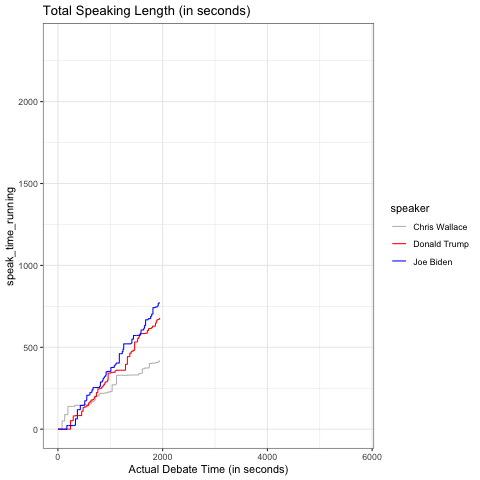 Total Speaking Length (in seconds)
speak_time_running
2000
1500
1000
500
0
0
2000
4000
6000
Actual Debate Time (in seconds)
speaker
Chris Wallace
Donald Trump
Joe Biden